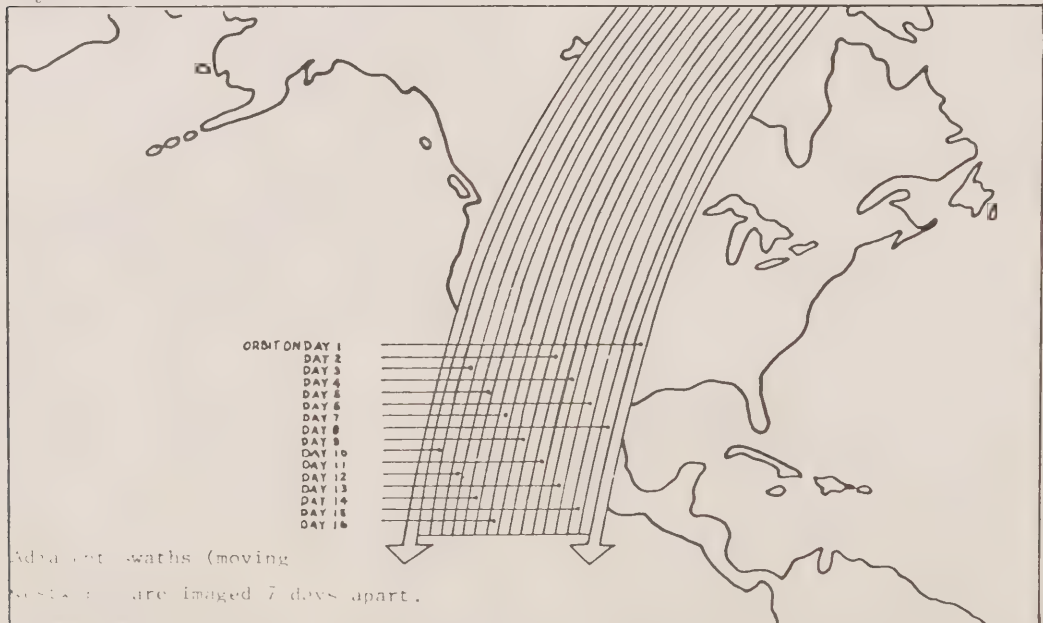 ORBIT ON DAY 1
DAY 2
DAY 3
DAY 4
DAY 5
DAY 6
DAY 7
DAY 8
DAY 9
DAY 10
DAY 11
DAY 12
DAY 13
DAY 14
DAY 15
DAY 16
swaths (moving
are imaged 7 days apart.